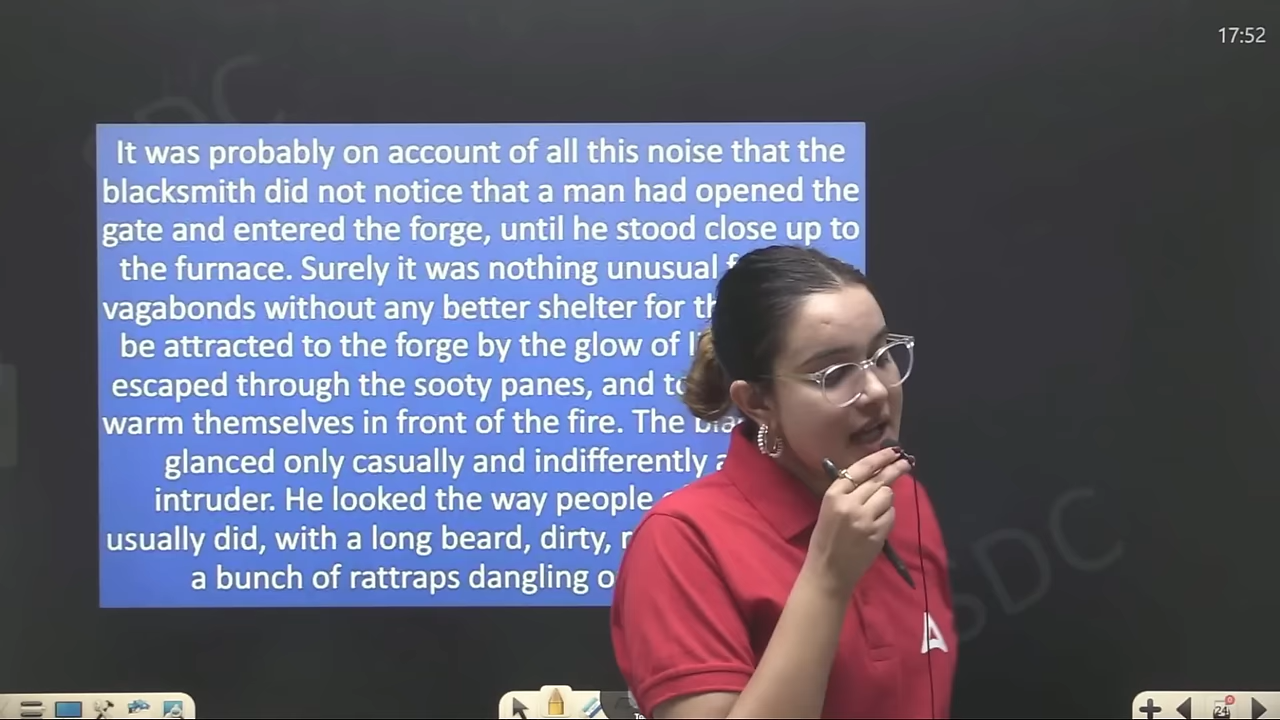 17:52
It was probably on account of all this noise that the
blacksmith did not notice that a man had opened the
gate and entered the forge, until he stood close up to
the furnace. Surely it was nothing unusual
vagabonds without any better shelter for
be attracted to the forge by the glow of
escaped through the sooty panes, and
warm themselves in front of the fire. The
glanced only casually and indifferently
intruder. He looked the way people
usually did, with a long beard, dirty,
a bunch of rattraps dangling
SDC